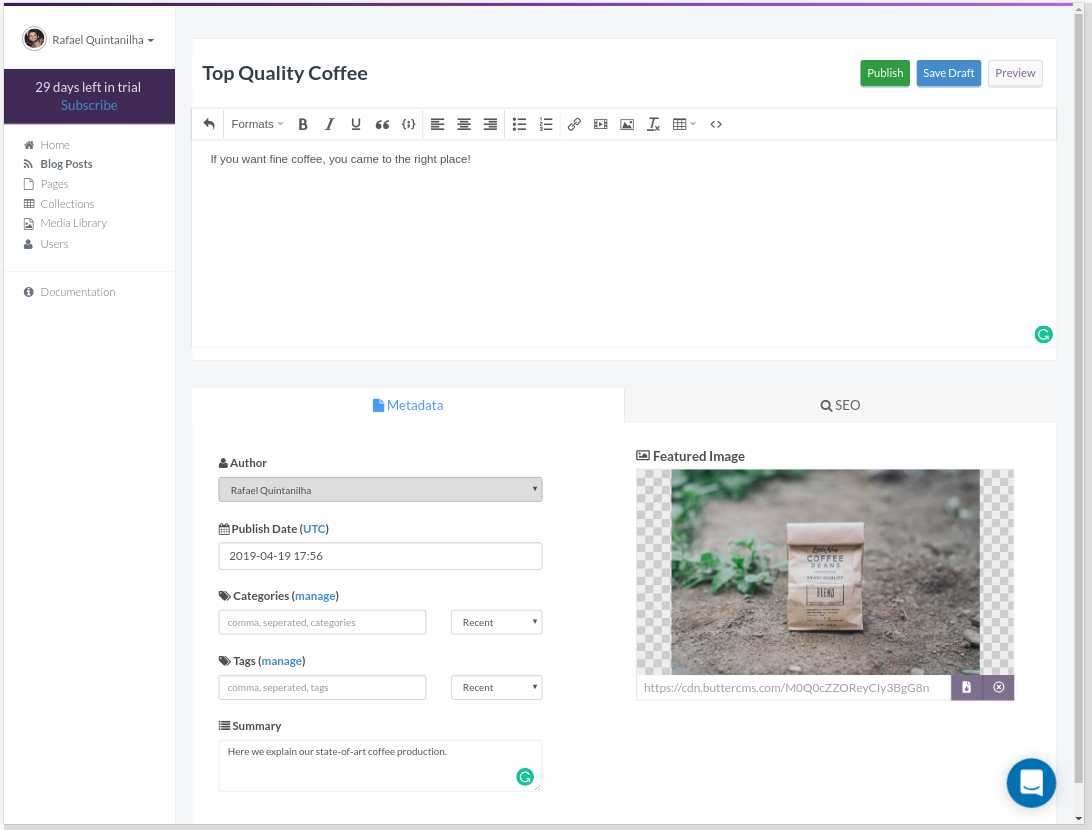 Rafael Quintanilha
29 days left in trial
Subscribe
Home
Blog Posts
Pages
Collections
Media Library
Users
Documentation
Top Quality Coffee
Publish
Save Draft
Preview
Formats
B I U
If you want fine coffee, you came to the right place!
Metadata
SEO
Author
Rafael Quintanilha
Publish Date (UTC)
2019-04-19 17:56
Categories (manage)
comma, seperated, categories
Recent
Tags (manage)
comma, seperated, tags
Recent
Summary
Here we explain our state-of-art coffee production.
Featured Image
COFFEE
BEANS
BLEND
https://cdn.buttercms.com/M0Q0cZZOReyCIy3BgG8n